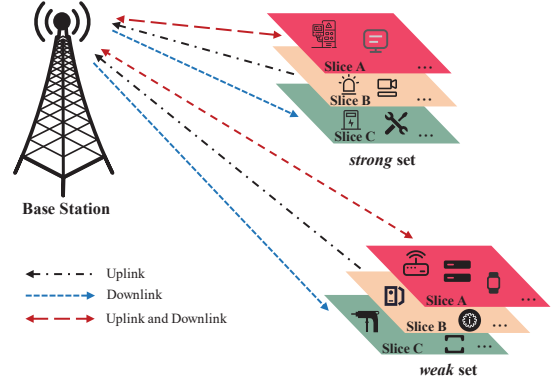 Slice A
...
Slice B
...
Slice C
...
strong set
Base Station
Uplink
Downlink
Uplink and Downlink
Slice A
...
Slice B
...
Slice C
...
weak set